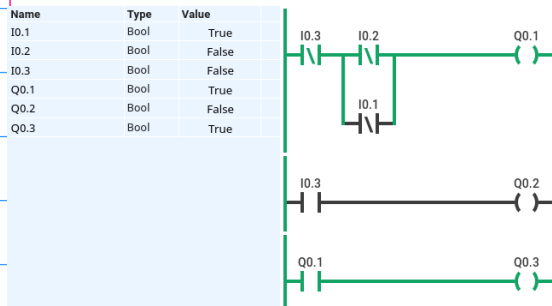 Name Type Value
I0.1 Bool True
I0.2 Bool False
I0.3 Bool False
Q0.1 Bool True
Q0.2 Bool False
Q0.3 Bool True
I0.3 I0.2 Q0.1
I0.1
I0.3 Q0.2
Q0.1 Q0.3